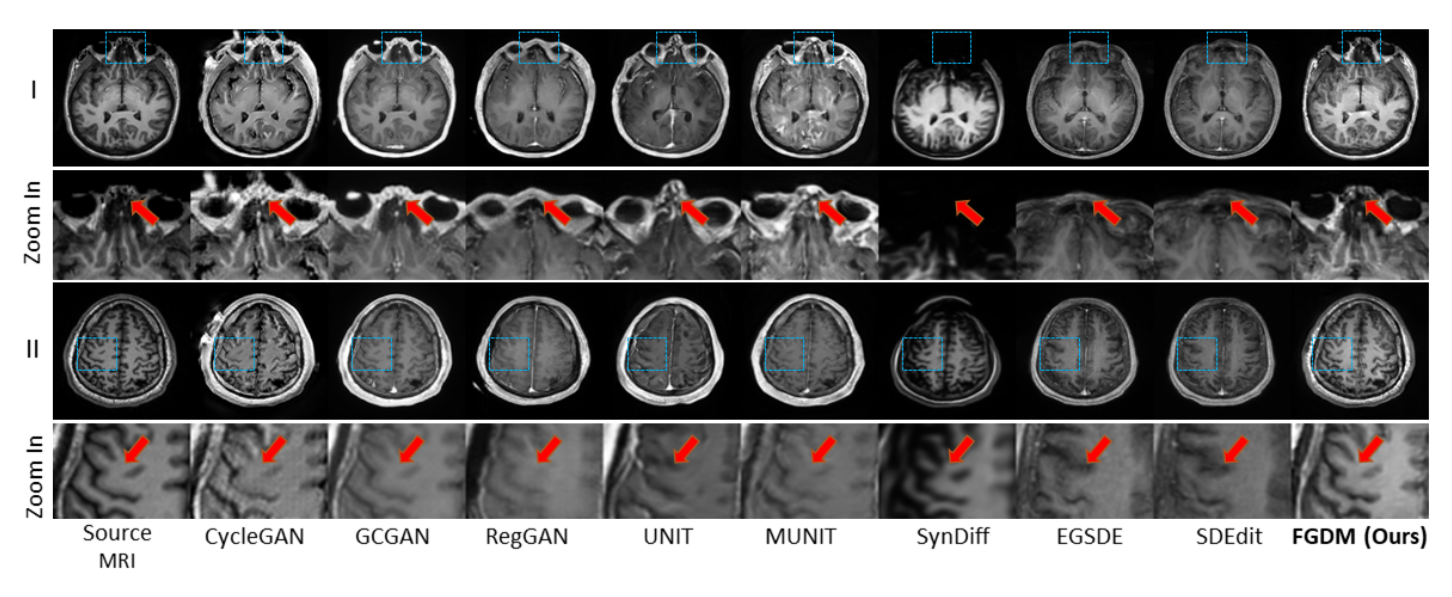 I
Zoom In
II
Zoom In
Source
MRI
CycleGAN
GCGAN
RegGAN
UNIT
MUNIT
SynDiff
EGSDE
SDEdit
FGDM (Ours)